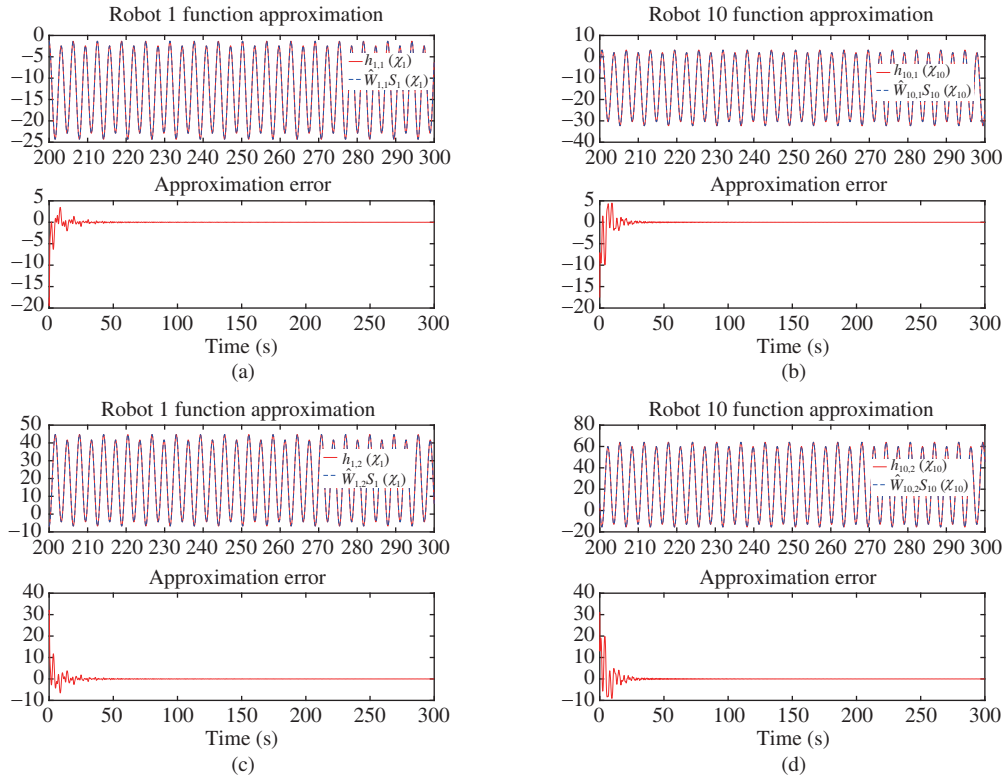 Robot 1 function approximation
0
−5
−10
−15
−20
−25
h1,1 (χ1)
Ŵ1,1S1 (χ1)
200 210 220 230 240 250 260 270 280 290 300
Approximation error
5
0
−5
−10
−15
−20
0 50 100 150 200 250 300
Time (s)
(a)
Robot 10 function approximation
10
0
−10
−20
−30
−40
h10,1 (χ10)
Ŵ10,1S10 (χ10)
200 210 220 230 240 250 260 270 280 290 300
Approximation error
5
0
−5
−10
−15
−20
0 50 100 150 200 250 300
Time (s)
(b)
Robot 1 function approximation
50
40
30
20
10
0
−10
h1,2 (χ1)
Ŵ1,2S1 (χ1)
200 210 220 230 240 250 260 270 280 290 300
Approximation error
40
30
20
10
0
−10
0 50 100 150 200 250 300
Time (s)
(c)
Robot 10 function approximation
80
60
40
20
0
−20
h10,2 (χ10)
Ŵ10,2S10 (χ10)
200 210 220 230 240 250 260 270 280 290 300
Approximation error
40
30
20
10
0
−10
0 50 100 150 200 250 300
Time (s)
(d)